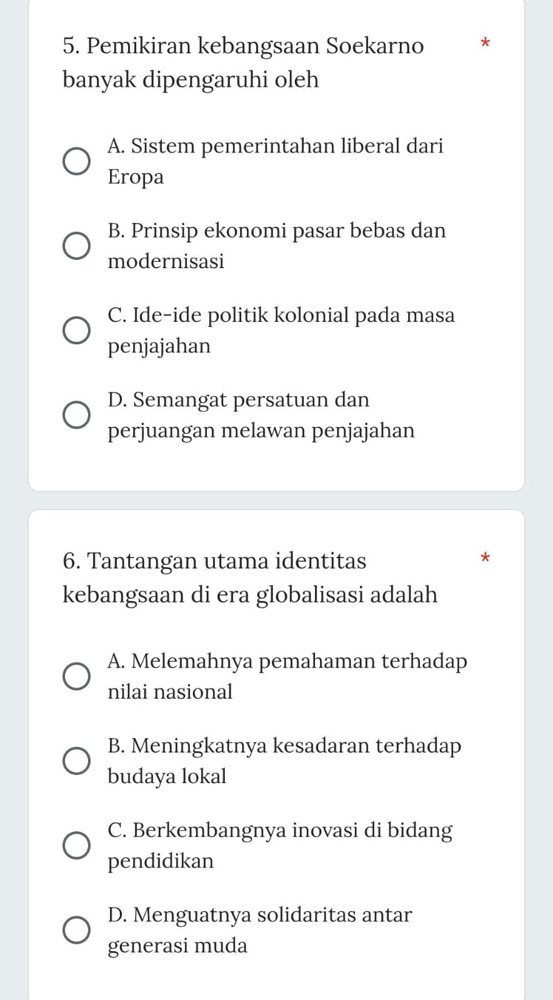 5. Pemikiran kebangsaan Soekarno *
banyak dipengaruhi oleh
A. Sistem pemerintahan liberal dari
Eropa
B. Prinsip ekonomi pasar bebas dan
modernisasi
C. Ide-ide politik kolonial pada masa
penjajahan
D. Semangat persatuan dan
perjuangan melawan penjajahan
6. Tantangan utama identitas *
kebangsaan di era globalisasi adalah
A. Melemahnya pemahaman terhadap
nilai nasional
B. Meningkatnya kesadaran terhadap
budaya lokal
C. Berkembangnya inovasi di bidang
pendidikan
D. Menguatnya solidaritas antar
generasi muda